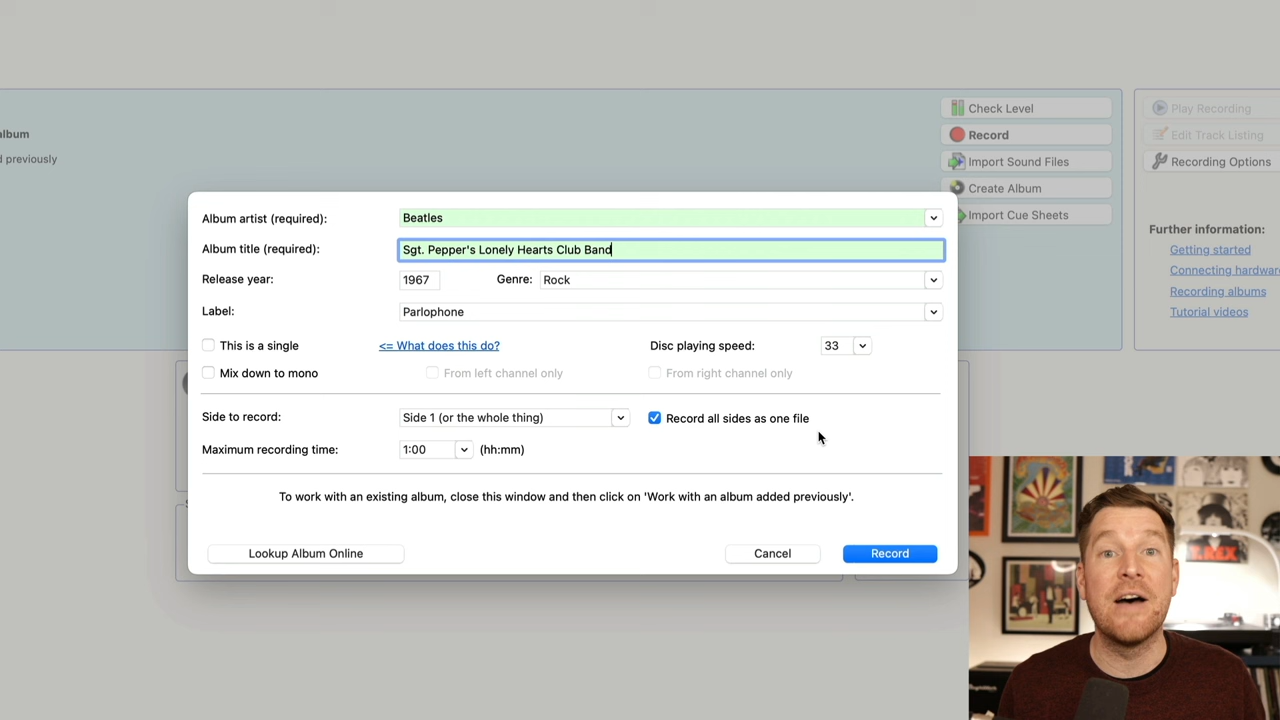 album
d previously
Check Level
Record
Import Sound Files
Create Album
Import Cue Sheets
Play Recording
Edit Track Listing
Recording Options
Further information:
Getting started
Connecting hardware
Recording albums
Tutorial videos
Album artist (required): Beatles
Album title (required): Sgt. Pepper's Lonely Hearts Club Band
Release year: 1967 Genre: Rock
Label: Parlophone
This is a single <= What does this do? Disc playing speed: 33
Mix down to mono From left channel only From right channel only
Side to record: Side 1 (or the whole thing) Record all sides as one file
Maximum recording time: 1:00 (hh:mm)
To work with an existing album, close this window and then click on 'Work with an album added previously'.
Lookup Album Online Cancel Record
T.REX